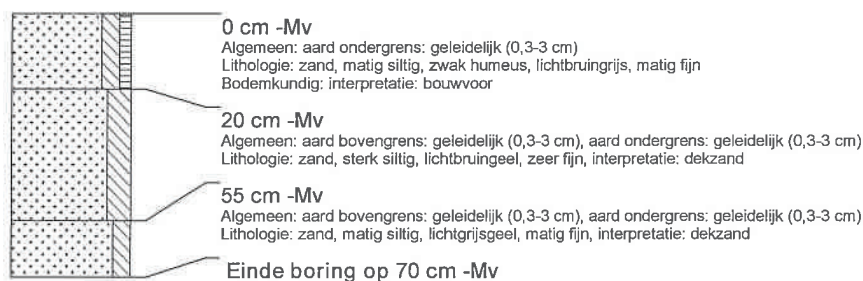 0 cm -Mv
Algemeen: aard ondergrens: geleidelijk (0,3-3 cm)
Lithologie: zand, matig siltig, zwak humeus, lichtbruingrijs, matig fijn
Bodemkundig: interpretatie: bouwvoor
20 cm -Mv
Algemeen: aard bovengrens: geleidelijk (0,3-3 cm), aard ondergrens: geleidelijk (0,3-3 cm)
Lithologie: zand, sterk siltig, lichtbruingeel, zeer fijn, interpretatie: dekzand
55 cm -Mv
Algemeen: aard bovengrens: geleidelijk (0,3-3 cm), aard ondergrens: geleidelijk (0,3-3 cm)
Lithologie: zand, matig siltig, lichtgrijsgeel, matig fijn, interpretatie: dekzand
Einde boring op 70 cm -Mv